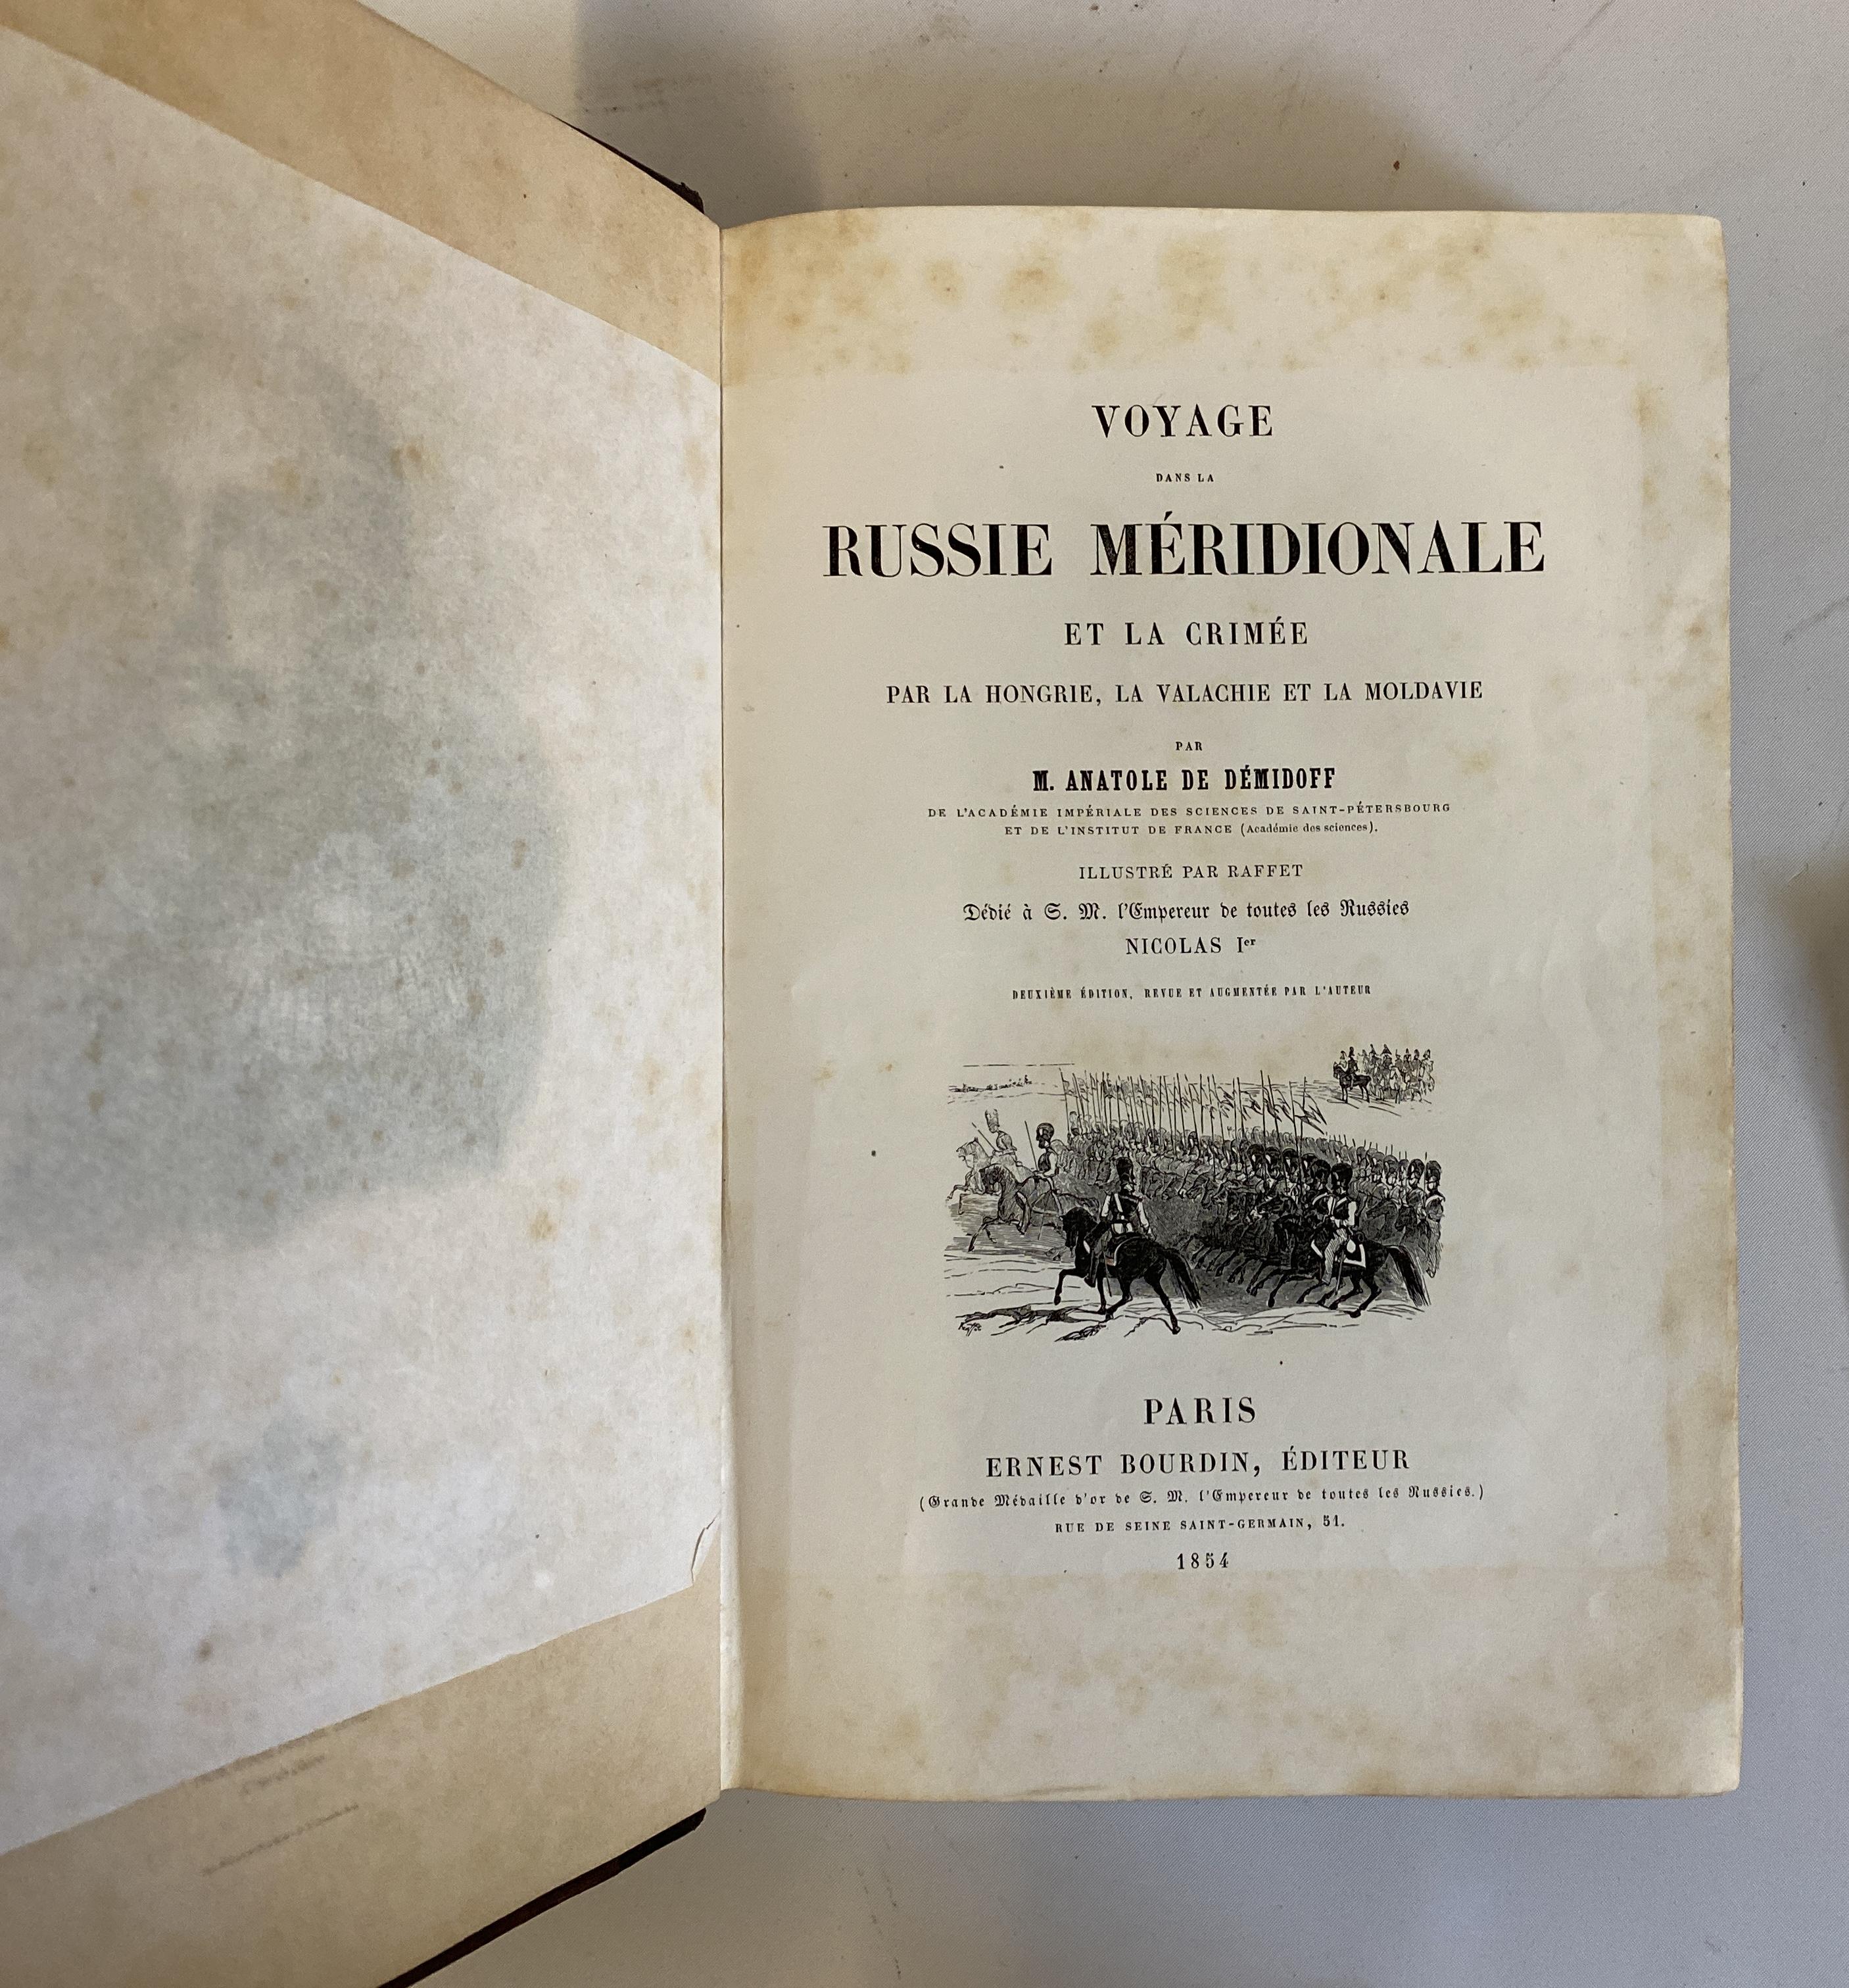 VOYAGE
DANS LA
RUSSIE MÉRIDIONALE
ET LA CRIMÉE
PAR LA HONGRIE, LA VALACHIE ET LA MOLDAVIE
PAR
M. ANATOLE DE DÉMIDOFF
DE L'ACADÉMIE IMPÉRIALE DES SCIENCES DE SAINT-PÉTERSBOURG
ET DE L'INSTITUT DE FRANCE (Académie des sciences).
ILLUSTRÉ PAR RAFFET
Dédié à S. M. l'Empereur de toutes les Russies
NICOLAS Ier
DEUXIÈME ÉDITION, REVUE ET AUGMENTÉE PAR L'AUTEUR
Raffet
PARIS
ERNEST BOURDIN, ÉDITEUR
(Grande Médaille d'or de S. M. l'Empereur de toutes les Russies.)
RUE DE SEINE SAINT-GERMAIN, 51.
1854